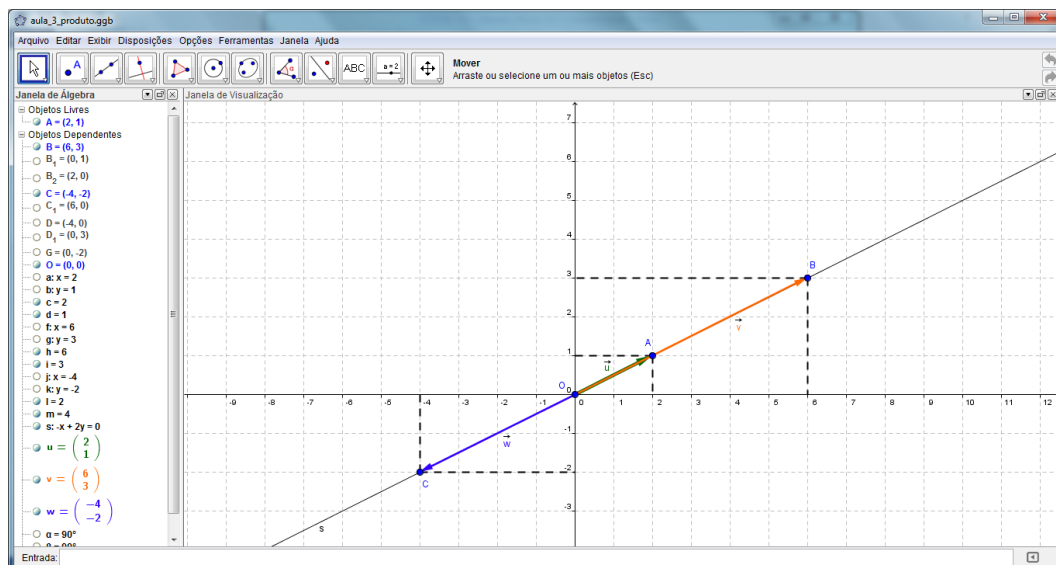 aula_3_produto.ggb
Arquivo Editar Exibir Disposições Opções Ferramentas Janela Ajuda
A
α
ABC
a=2
Mover
Arraste ou selecione um ou mais objetos (Esc)
Janela de Álgebra
Janela de Visualização
Objetos Livres
A = (2, 1)
Objetos Dependentes
B = (6, 3)
B₁ = (0, 1)
B₂ = (2, 0)
C = (-4, -2)
C₁ = (6, 0)
D = (-4, 0)
D₁ = (0, 3)
G = (0, -2)
O = (0, 0)
a: x = 2
b: y = 1
c = 2
d = 1
f: x = 6
g: y = 3
h = 6
i = 3
j: x = -4
k: y = -2
l = 2
m = 4
s: -x + 2y = 0
u = ( 2
1 )
v = ( 6
3 )
w = ( −4
−2 )
α = 90°
7
6
5
4
3
2
1
0
-1
-2
-3
-9 -8 -7 -6 -5 -4 -3 -2 -1 0 1 2 3 4 5 6 7 8 9 10 11 12
B
v
A
u
O
w
C
s
Entrada: